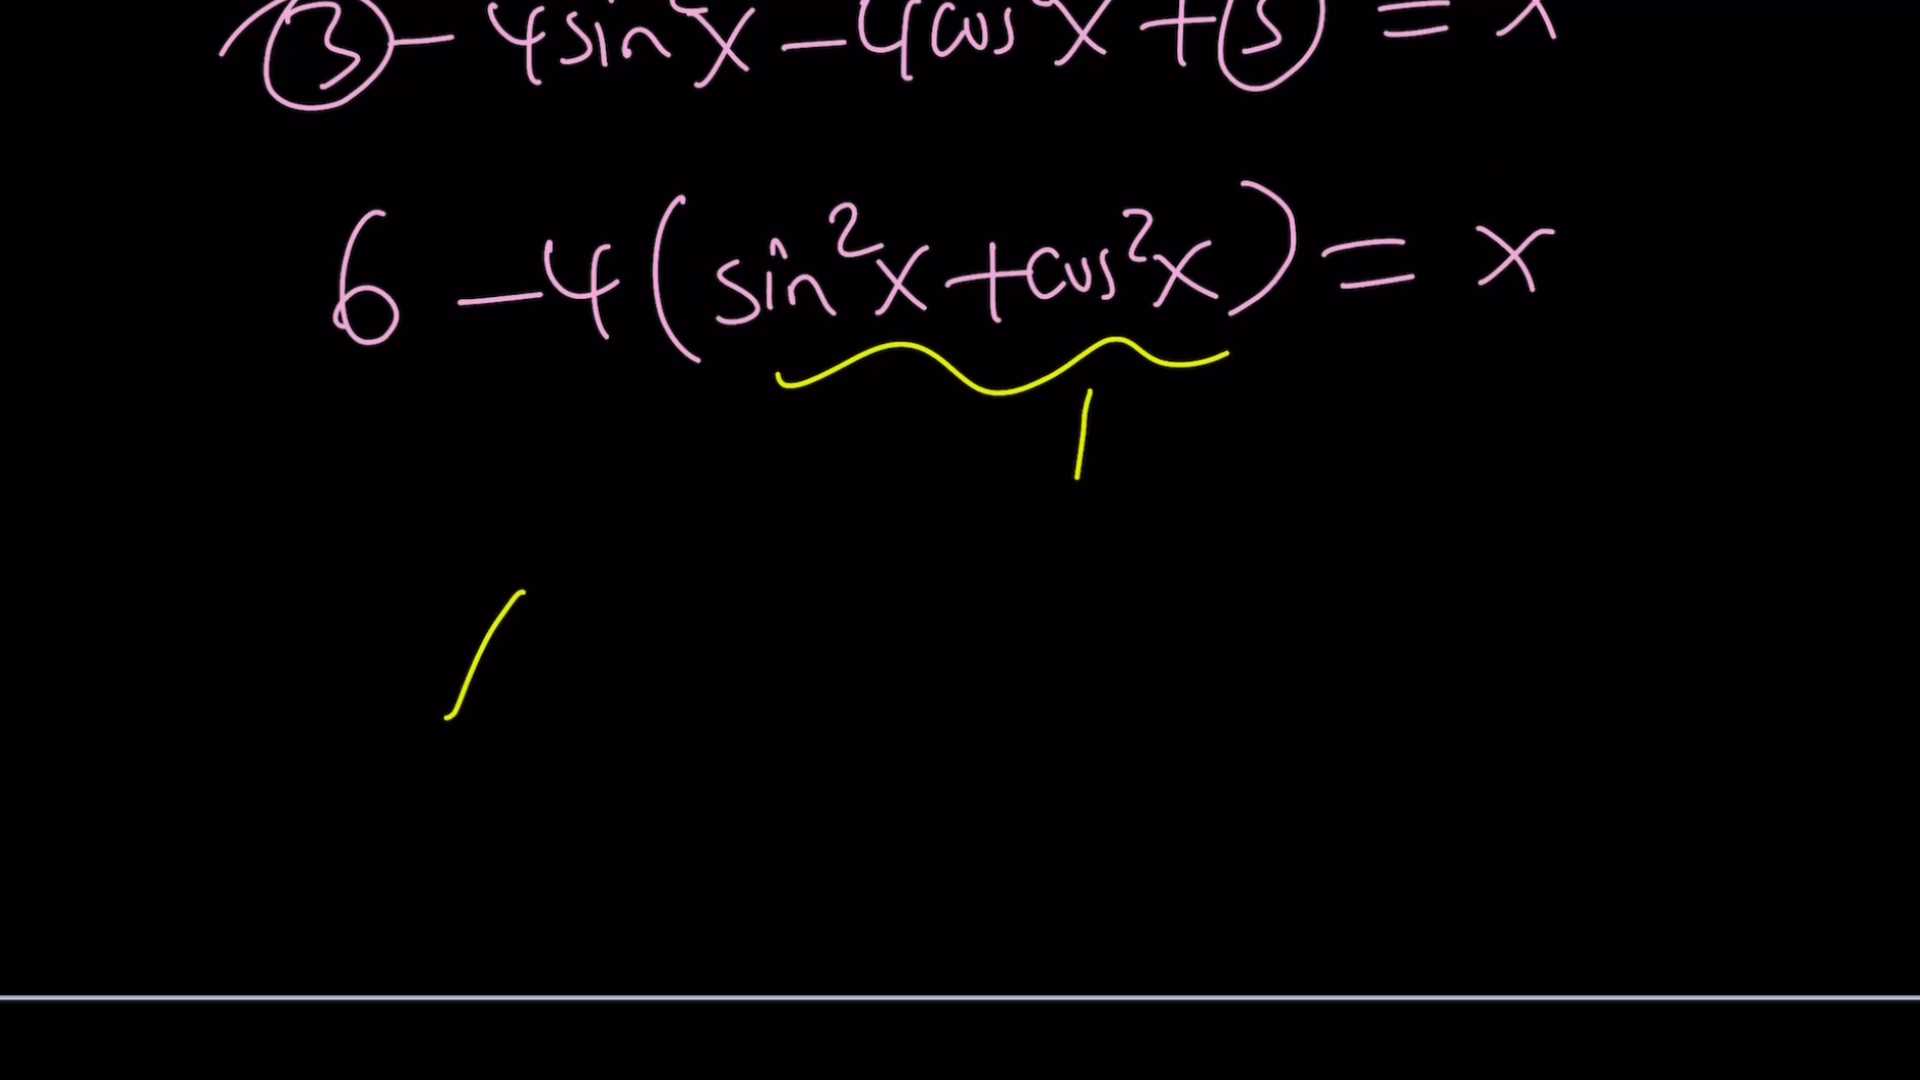 3 - 4sin²x - 4cos²x + 3 = x
6 - 4(sin²x + cos²x) = x
1